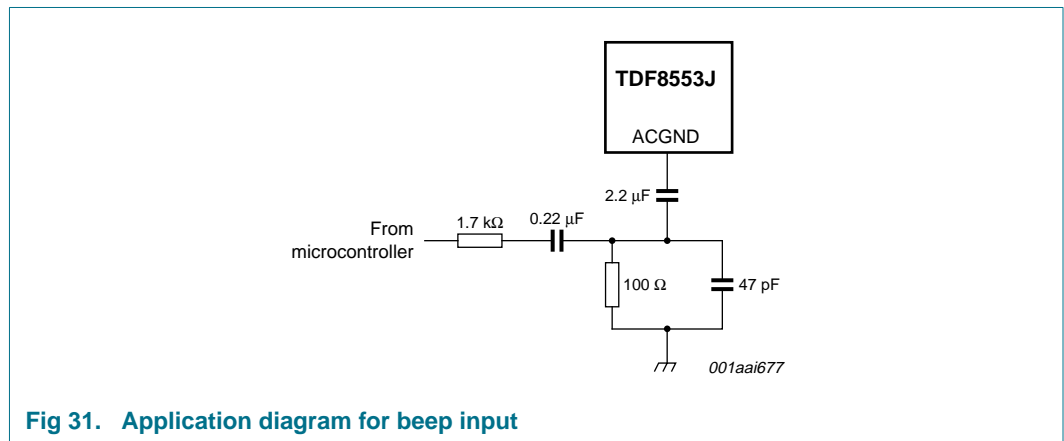 TDF8553J
ACGND
2.2 μF
From
microcontroller
1.7 kΩ
0.22 μF
100 Ω
47 pF
001aai677
Fig 31. Application diagram for beep input